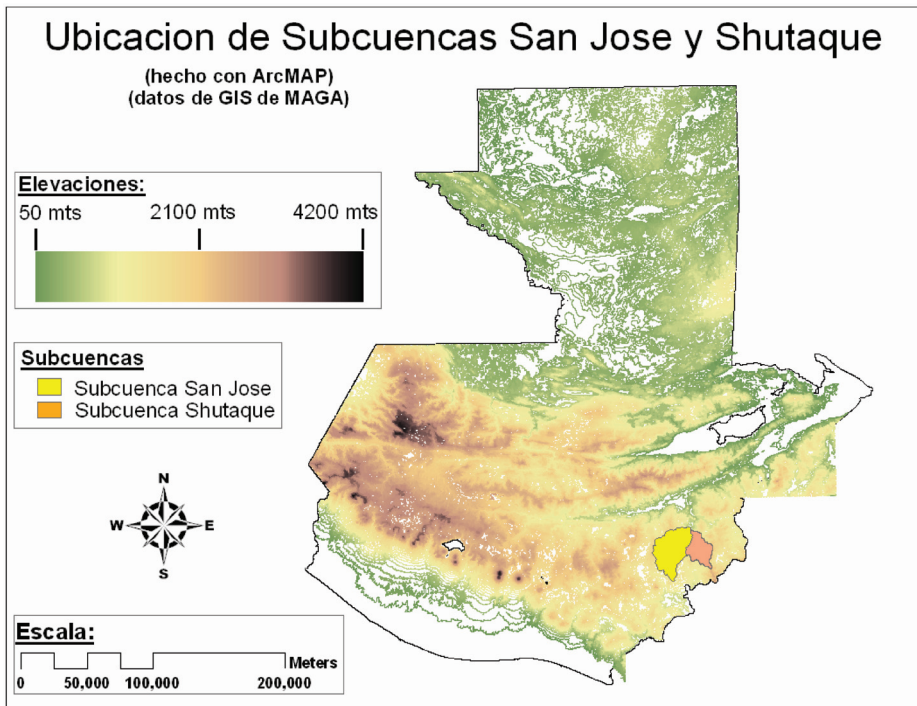 Ubicacion de Subcuencas San Jose y Shutaque
(hecho con ArcMAP)
(datos de GIS de MAGA)
Elevaciones:
50 mts 2100 mts 4200 mts
Subcuencas
Subcuenca San Jose
Subcuenca Shutaque
N
W E
S
Escala:
Meters
0 50,000 100,000 200,000